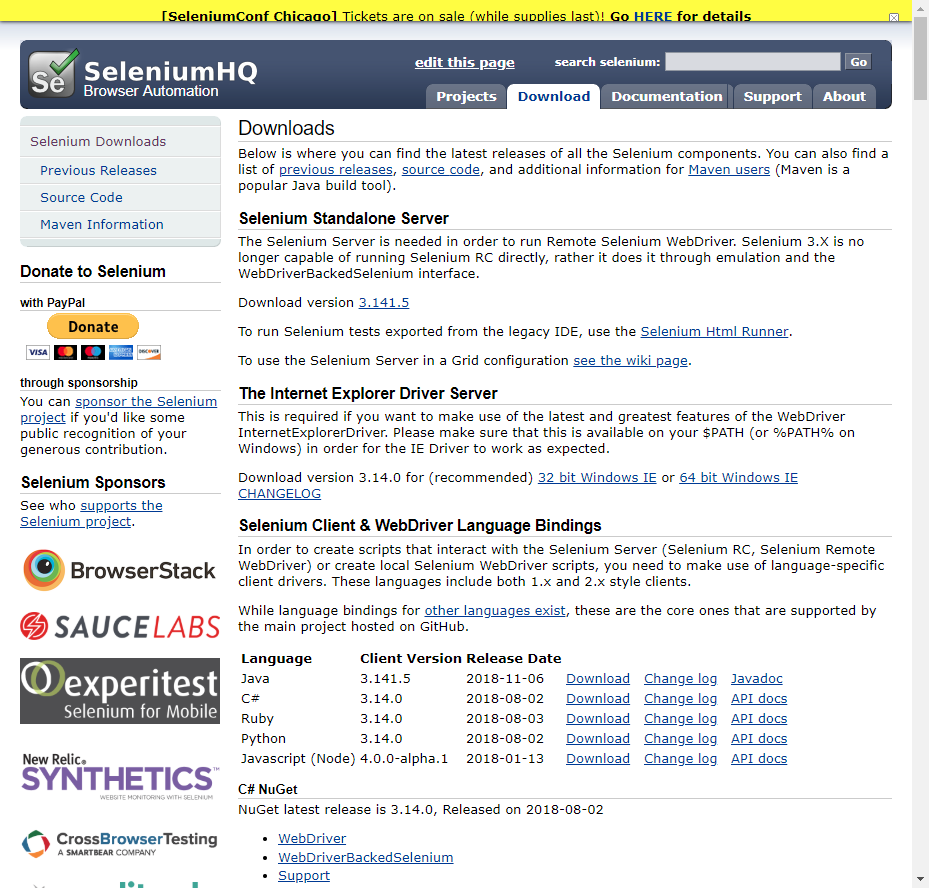 [SeleniumConf Chicago] Tickets are on sale (while supplies last)! Go HERE for details
SeleniumHQ
Browser Automation
edit this page
search selenium:
Go
Projects
Download
Documentation
Support
About
Selenium Downloads
Previous Releases
Source Code
Maven Information
Donate to Selenium
with PayPal
Donate
VISA
DISCOVER
through sponsorship
You can sponsor the Selenium
project if you'd like some
public recognition of your
generous contribution.
Selenium Sponsors
See who supports the
Selenium project.
BrowserStack
SAUCELABS
experitest
Selenium for Mobile
New Relic.
SYNTHETICS™
WEBSITE MONITORING WITH SELENIUM
CrossBrowserTesting
A SMARTBEAR COMPANY
Downloads
Below is where you can find the latest releases of all the Selenium components. You can also find a
list of previous releases, source code, and additional information for Maven users (Maven is a
popular Java build tool).
Selenium Standalone Server
The Selenium Server is needed in order to run Remote Selenium WebDriver. Selenium 3.X is no
longer capable of running Selenium RC directly, rather it does it through emulation and the
WebDriverBackedSelenium interface.
Download version 3.141.5
To run Selenium tests exported from the legacy IDE, use the Selenium Html Runner.
To use the Selenium Server in a Grid configuration see the wiki page.
The Internet Explorer Driver Server
This is required if you want to make use of the latest and greatest features of the WebDriver
InternetExplorerDriver. Please make sure that this is available on your $PATH (or %PATH% on
Windows) in order for the IE Driver to work as expected.
Download version 3.14.0 for (recommended) 32 bit Windows IE or 64 bit Windows IE
CHANGELOG
Selenium Client & WebDriver Language Bindings
In order to create scripts that interact with the Selenium Server (Selenium RC, Selenium Remote
WebDriver) or create local Selenium WebDriver scripts, you need to make use of language-specific
client drivers. These languages include both 1.x and 2.x style clients.
While language bindings for other languages exist, these are the core ones that are supported by
the main project hosted on GitHub.
Language Client Version Release Date
Java 3.141.5 2018-11-06 Download Change log Javadoc
C# 3.14.0 2018-08-02 Download Change log API docs
Ruby 3.14.0 2018-08-03 Download Change log API docs
Python 3.14.0 2018-08-02 Download Change log API docs
Javascript (Node) 4.0.0-alpha.1 2018-01-13 Download Change log API docs
C# NuGet
NuGet latest release is 3.14.0, Released on 2018-08-02
WebDriver
WebDriverBackedSelenium
Support